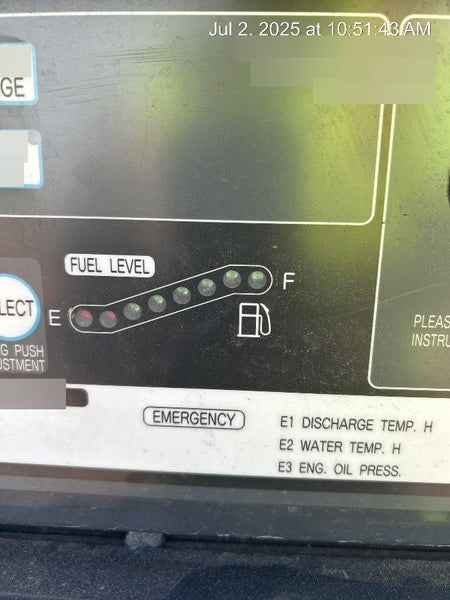 Jul 2. 2025 at 10:51:43 AM
GE
FUEL LEVEL
F
E
LECT
G PUSH
USTMENT
PLEAS
INSTRU
EMERGENCY
E1 DISCHARGE TEMP. H
E2 WATER TEMP. H
E3 ENG. OIL PRESS.